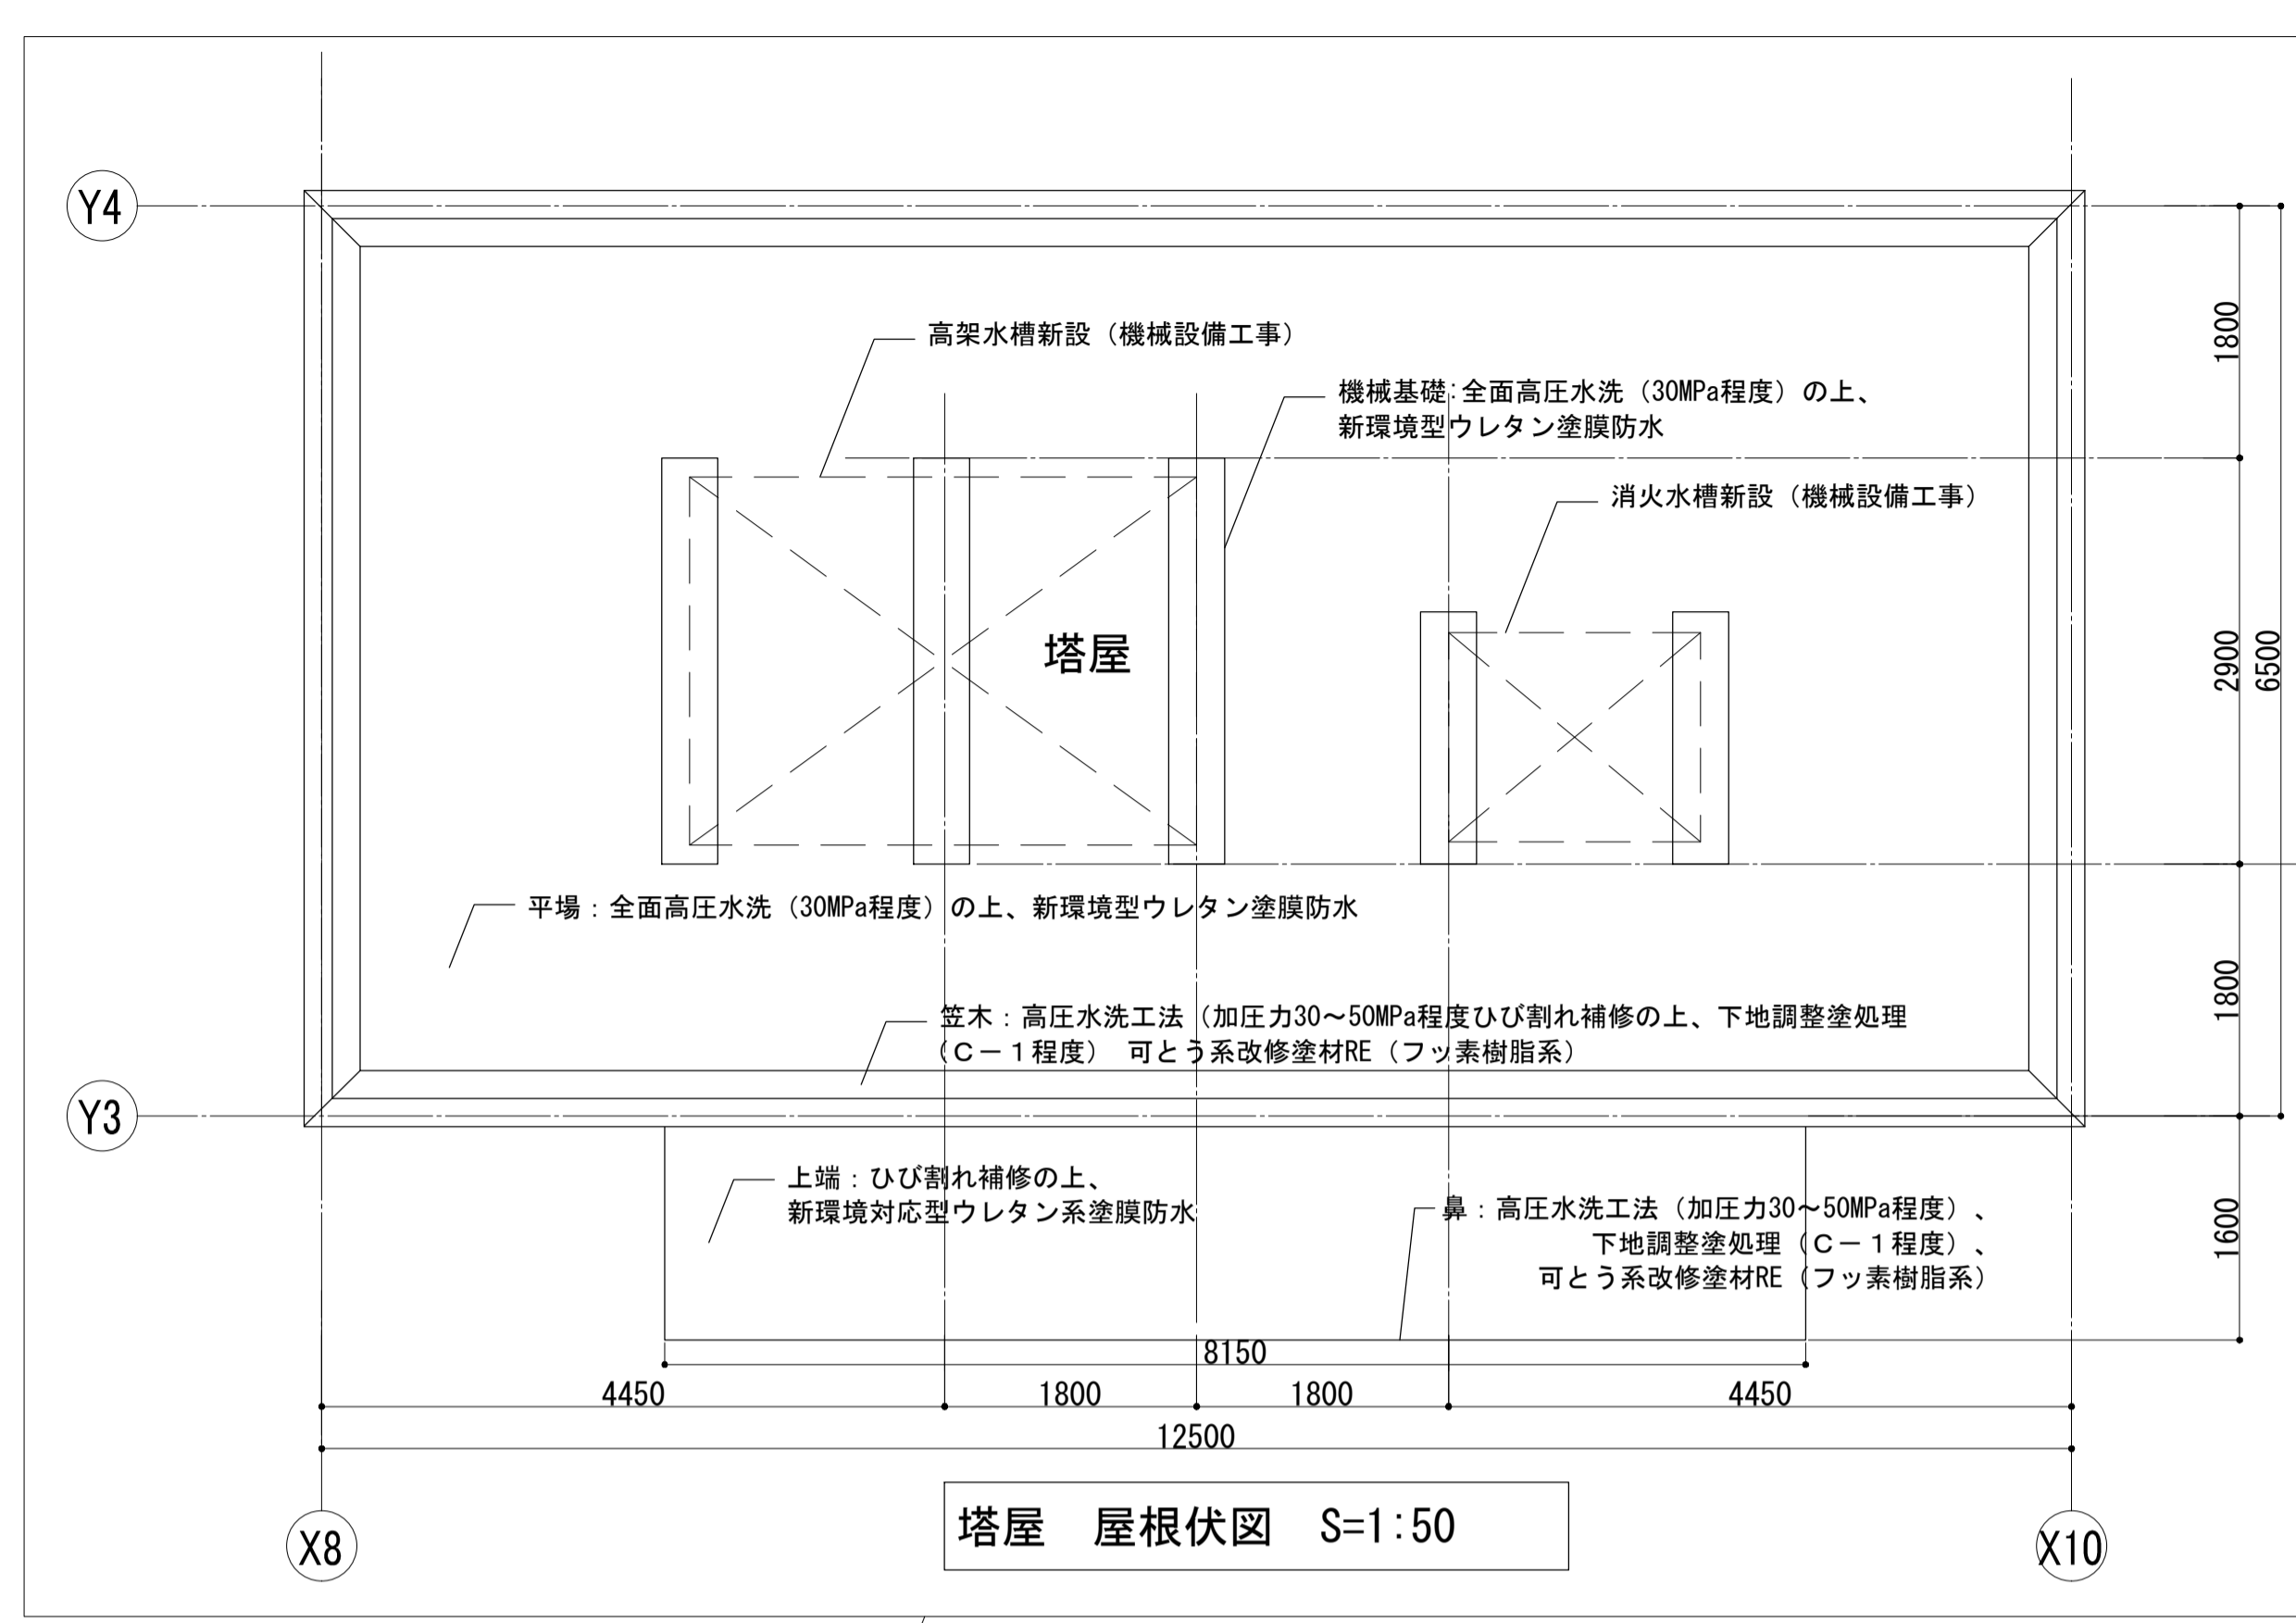 Y4
高架水槽新設（機械設備工事）
機械基礎:全面高圧水洗（30MPa程度）の上、
新環境型ウレタン塗膜防水
消火水槽新設（機械設備工事）
塔屋
1800
2900
6500
平場：全面高圧水洗（30MPa程度）の上、新環境型ウレタン塗膜防水
笠木：高圧水洗工法（加圧力30～50MPa程度ひび割れ補修の上、下地調整塗処理
（Ｃ－１程度）　可とう系改修塗材RE（フッ素樹脂系）
1800
Y3
上端：ひび割れ補修の上、
新環境対応型ウレタン系塗膜防水
鼻：高圧水洗工法（加圧力30～50MPa程度）、
下地調整塗処理（Ｃ－１程度）、
可とう系改修塗材RE（フッ素樹脂系）
1600
8150
4450
1800
1800
4450
12500
塔屋　屋根伏図　S=1:50
X8
X10